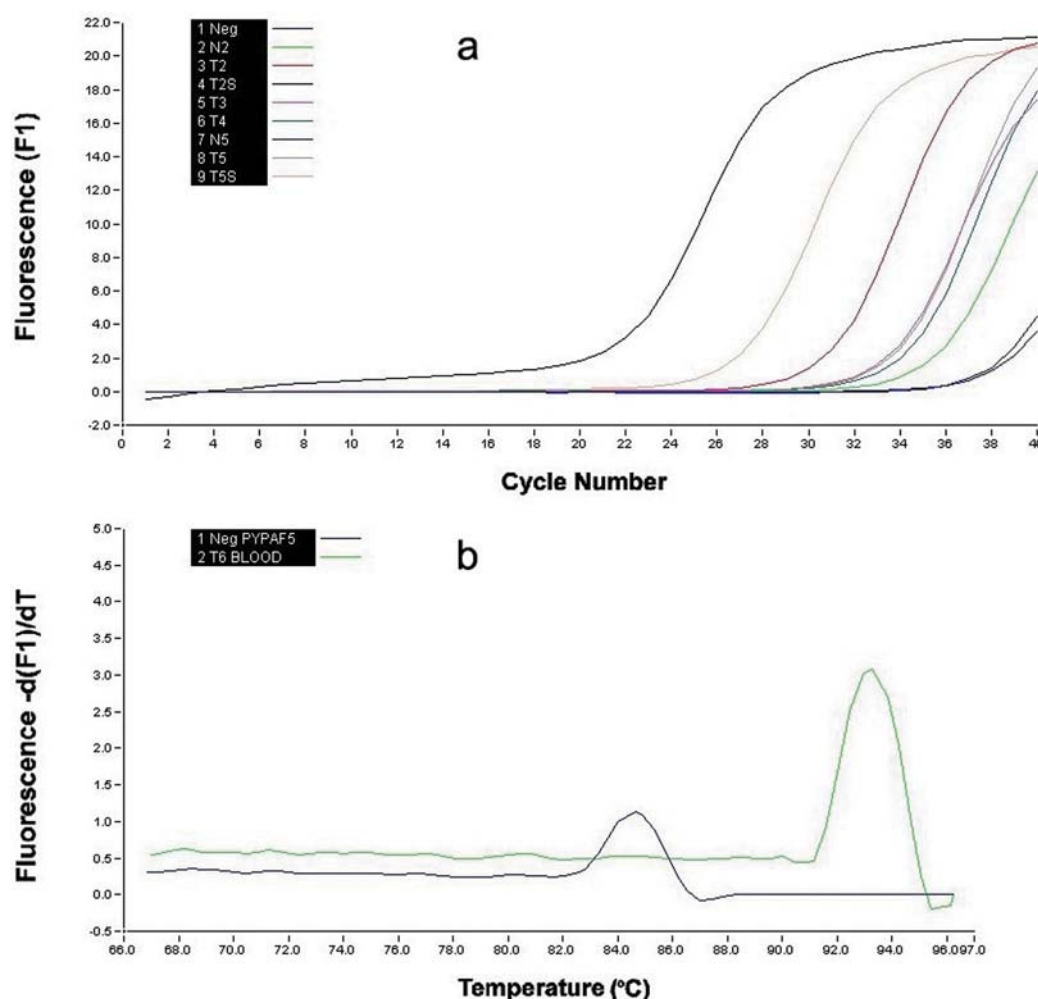 a
Fluorescence (F1)
22.0
20.0
18.0
16.0
14.0
12.0
10.0
8.0
6.0
4.0
2.0
0.0
-2.0
1 Neg
2 N2
3 T2
4 T2S
5 T3
6 T4
7 N5
8 T5
9 T5S
0 2 4 6 8 10 12 14 16 18 20 22 24 26 28 30 32 34 36 38
Cycle Number
b
Fluorescence -d(F1)/dT
5.0
4.5
4.0
3.5
3.0
2.5
2.0
1.5
1.0
0.5
0.0
-0.5
1 Neg PYPAF5
2 T6 BLOOD
66.0 68.0 70.0 72.0 74.0 76.0 78.0 80.0 82.0 84.0 86.0 88.0 90.0 92.0 94.0 96.0 97.0
Temperature (ºC)